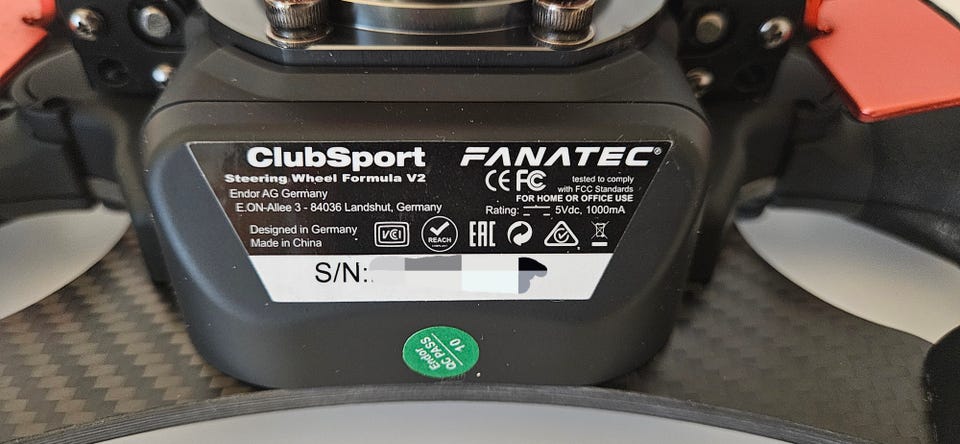 ClubSport
Steering Wheel Formula V2
Endor AG Germany
E.ON-Allee 3 - 84036 Landshut, Germany
Designed in Germany
Made in China
FANATEC®
CE FC tested to comply
with FCC Standards
FOR HOME OR OFFICE USE
Rating: 5Vdc, 1000mA
VCCI
REACH
COMPLIANT
EAC
S/N:
Endor
QC PASS
10